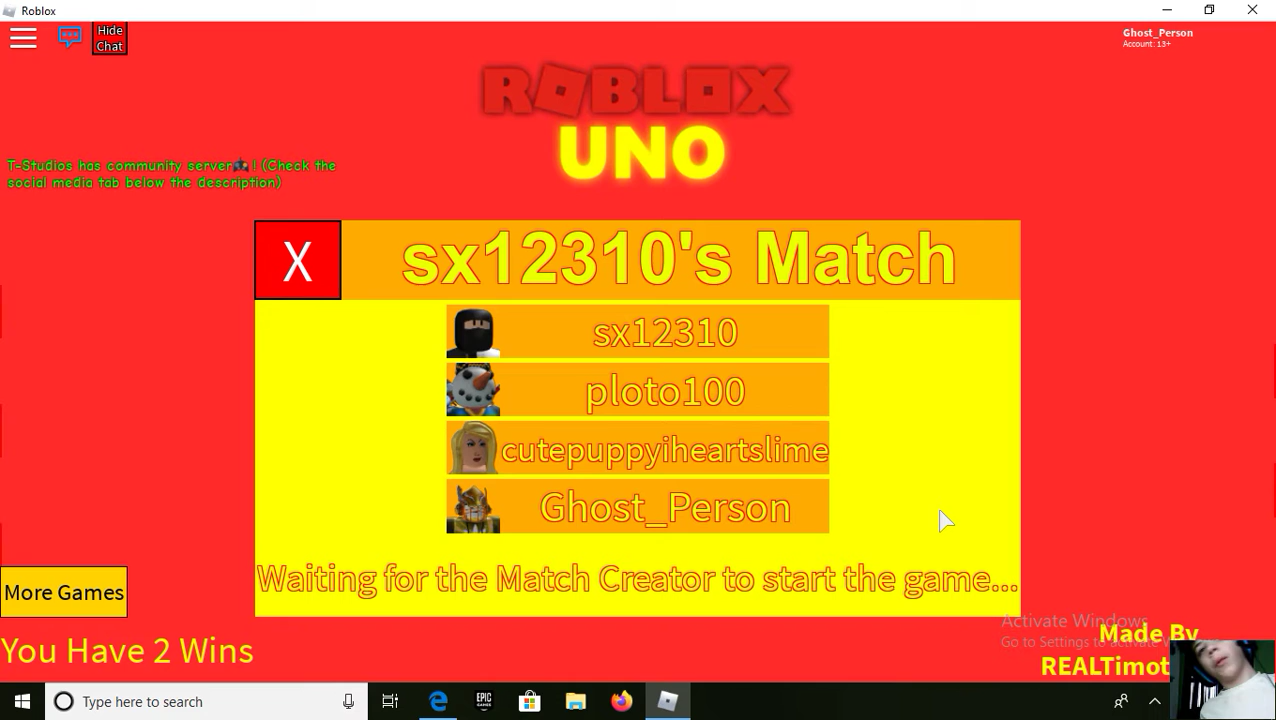 Roblox
Hide
Chat
Ghost_Person
Account: 13+
ROBLOX
UNO
T-Studios has community server🎮! (Check the
social media tab below the description)
X
sx12310's Match
sx12310
ploto100
cutepuppyiheartslime
Ghost_Person
Waiting for the Match Creator to start the game...
More Games
You Have 2 Wins
Activate Windows
Go to Settings to activate
Made By
REALTimot
Type here to search
EPIC
GAMES